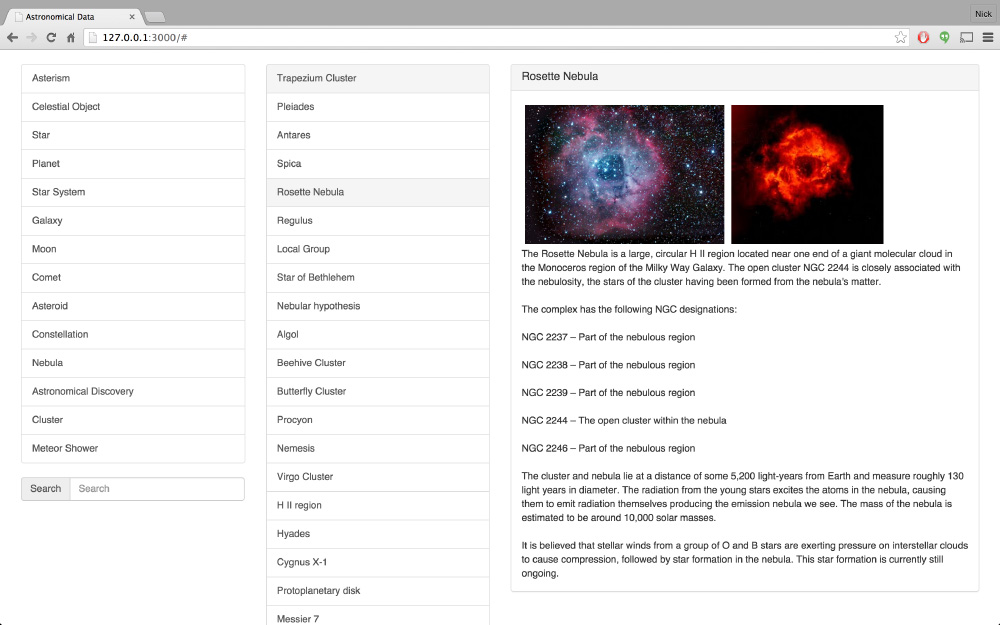 Astronomical Data
Nick
127.0.0.1:3000/#
Asterism
Celestial Object
Star
Planet
Star System
Galaxy
Moon
Comet
Asteroid
Constellation
Nebula
Astronomical Discovery
Cluster
Meteor Shower
Search
Search
Trapezium Cluster
Pleiades
Antares
Spica
Rosette Nebula
Regulus
Local Group
Star of Bethlehem
Nebular hypothesis
Algol
Beehive Cluster
Butterfly Cluster
Procyon
Nemesis
Virgo Cluster
H II region
Hyades
Cygnus X-1
Protoplanetary disk
Messier 7
Rosette Nebula
The Rosette Nebula is a large, circular H II region located near one end of a giant molecular cloud in
the Monoceros region of the Milky Way Galaxy. The open cluster NGC 2244 is closely associated with
the nebulosity, the stars of the cluster having been formed from the nebula's matter.
The complex has the following NGC designations:
NGC 2237 – Part of the nebulous region
NGC 2238 – Part of the nebulous region
NGC 2239 – Part of the nebulous region
NGC 2244 – The open cluster within the nebula
NGC 2246 – Part of the nebulous region
The cluster and nebula lie at a distance of some 5,200 light-years from Earth and measure roughly 130
light years in diameter. The radiation from the young stars excites the atoms in the nebula, causing
them to emit radiation themselves producing the emission nebula we see. The mass of the nebula is
estimated to be around 10,000 solar masses.
It is believed that stellar winds from a group of O and B stars are exerting pressure on interstellar clouds
to cause compression, followed by star formation in the nebula. This star formation is currently still
ongoing.